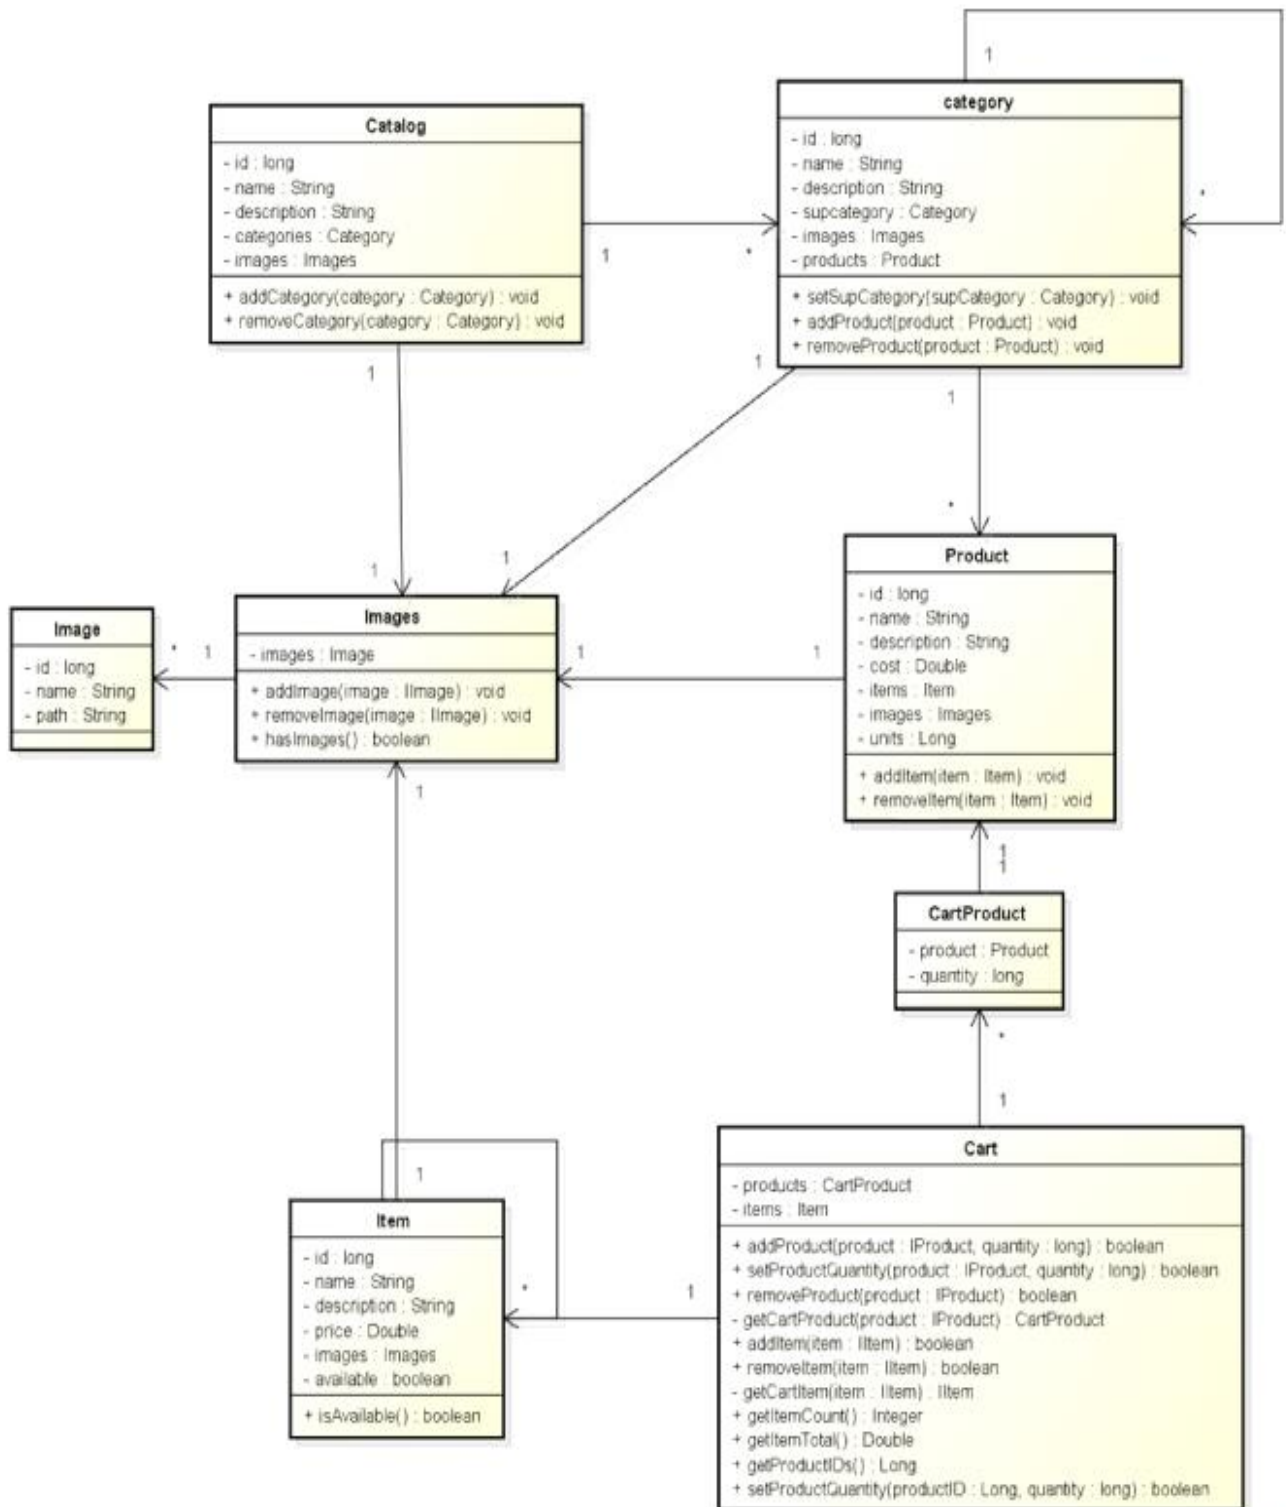 1
category
- id : long
- name : String
- description : String
- supcategory : Category
- images : Images
- products : Product
+ setSupCategory(supCategory : Category) : void
+ addProduct(product : Product) : void
+ removeProduct(product : Product) : void
*
Catalog
- id : long
- name : String
- description : String
- categories : Category
- images : Images
+ addCategory(category : Category) : void
+ removeCategory(category : Category) : void
1
*
1
1
1
1
1
*
Product
- id : long
- name : String
- description : String
- cost : Double
- items : Item
- images : Images
- units : Long
+ addItem(item : Item) : void
+ removeItem(item : Item) : void
Image
- id : long
- name : String
- path : String
*
1
Images
- images : Image
+ addImage(image : IImage) : void
+ removeImage(image : IImage) : void
+ hasImages() : boolean
1
1
1
1
1
CartProduct
- product : Product
- quantity : long
*
1
1
Item
- id : long
- name : String
- description : String
- price : Double
- images : Images
- available : boolean
+ isAvailable() : boolean
*
1
Cart
- products : CartProduct
- items : Item
+ addProduct(product : IProduct, quantity : long) : boolean
+ setProductQuantity(product : IProduct, quantity : long) : boolean
+ removeProduct(product : IProduct) : boolean
- getCartProduct(product : IProduct) : CartProduct
+ addItem(item : IItem) : boolean
+ removeItem(item : IItem) : boolean
- getCartItem(item : IItem) : IItem
+ getItemCount() : Integer
+ getItemTotal() : Double
+ getProductIDs() : Long
+ setProductQuantity(productID : Long, quantity : long) : boolean